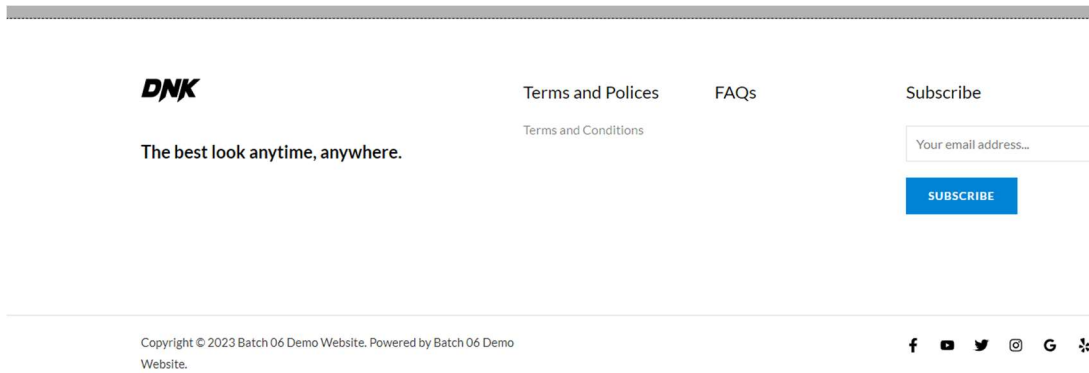 DNK
The best look anytime, anywhere.
Terms and Polices
Terms and Conditions
FAQs
Subscribe
Your email address...
SUBSCRIBE
Copyright © 2023 Batch 06 Demo Website. Powered by Batch 06 Demo
Website.